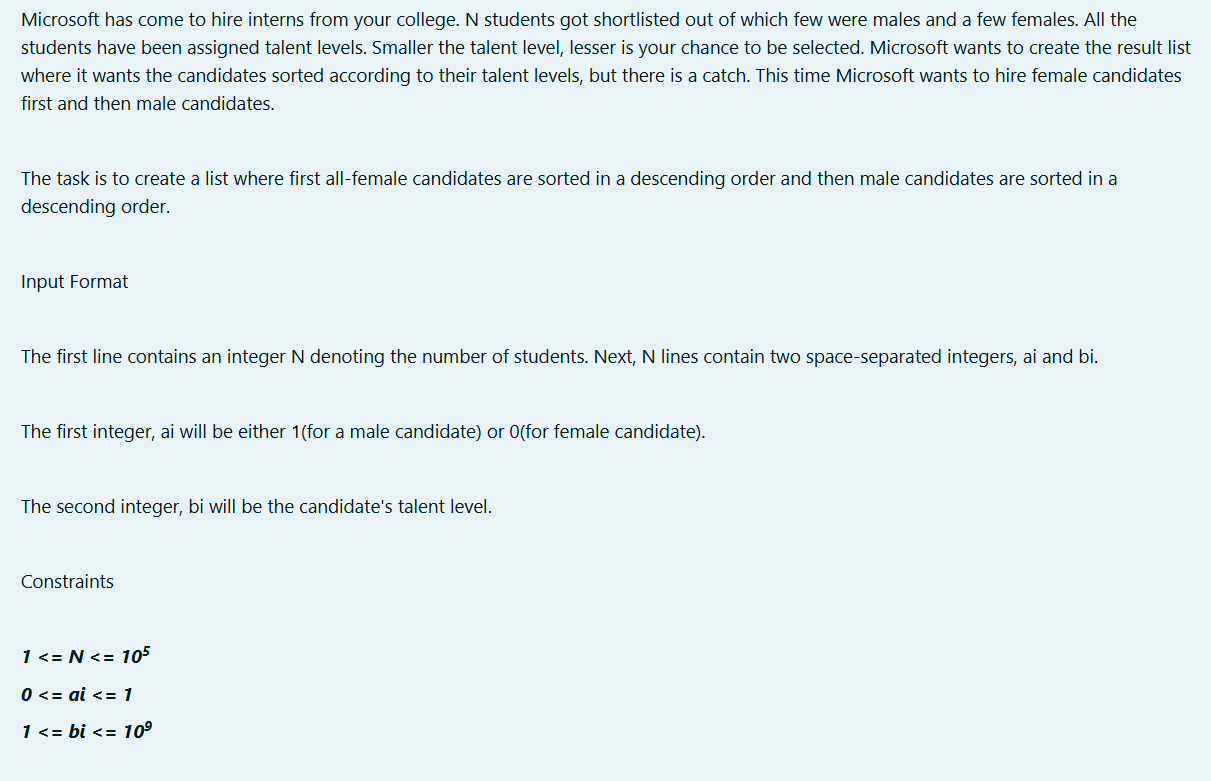 Microsoft has come to hire interns from your college. N students got shortlisted out of which few were males and a few females. All the
students have been assigned talent levels. Smaller the talent level, lesser is your chance to be selected. Microsoft wants to create the result list
where it wants the candidates sorted according to their talent levels, but there is a catch. This time Microsoft wants to hire female candidates
first and then male candidates.
The task is to create a list where first all-female candidates are sorted in a descending order and then male candidates are sorted in a
descending order.
Input Format
The first line contains an integer N denoting the number of students. Next, N lines contain two space-separated integers, ai and bi.
The first integer, ai will be either 1(for a male candidate) or 0(for female candidate).
The second integer, bi will be the candidate's talent level.
Constraints
1 <= N <= 10⁵
0 <= ai <= 1
1 <= bi <= 10⁹